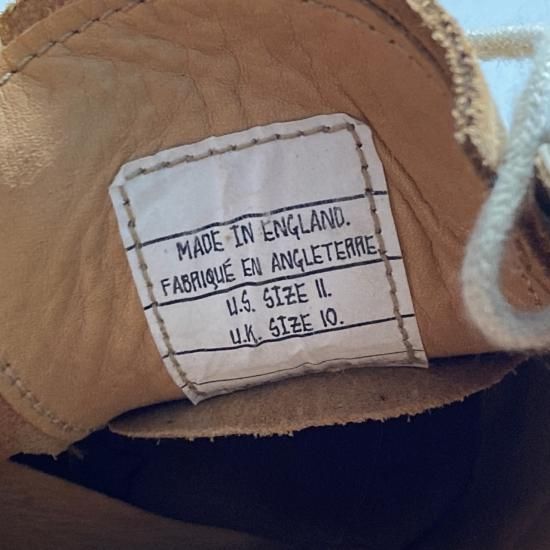 MADE IN ENGLAND.
FABRIQUÉ EN ANGLETERRE.
U.S. SIZE 11.
U.K. SIZE 10.